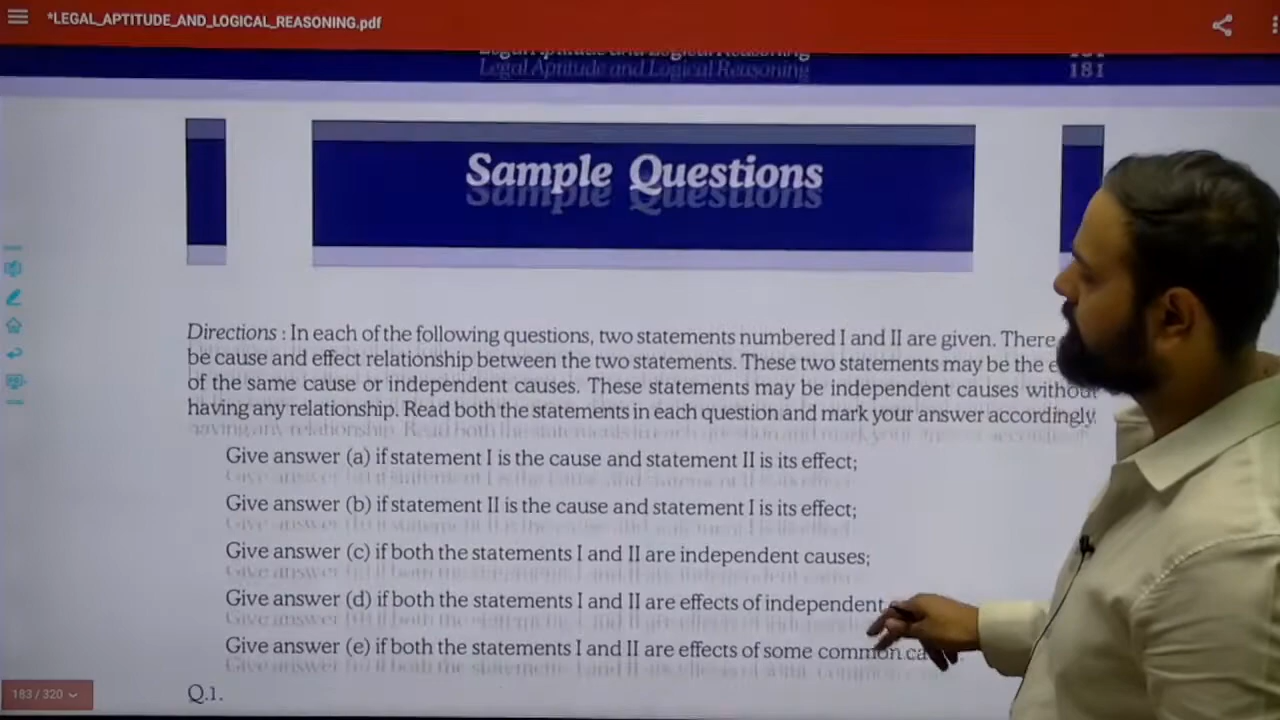 *LEGAL_APTITUDE_AND_LOGICAL_REASONING.pdf
Legal Aptitude and Logical Reasoning
181
Sample Questions
Directions : In each of the following questions, two statements numbered I and II are given. There
be cause and effect relationship between the two statements. These two statements may be the
of the same cause or independent causes. These statements may be independent causes without
having any relationship. Read both the statements in each question and mark your answer accordingly.
Give answer (a) if statement I is the cause and statement II is its effect;
Give answer (b) if statement II is the cause and statement I is its effect;
Give answer (c) if both the statements I and II are independent causes;
Give answer (d) if both the statements I and II are effects of independent
Give answer (e) if both the statements I and II are effects of some common
Q.1.
183 / 320